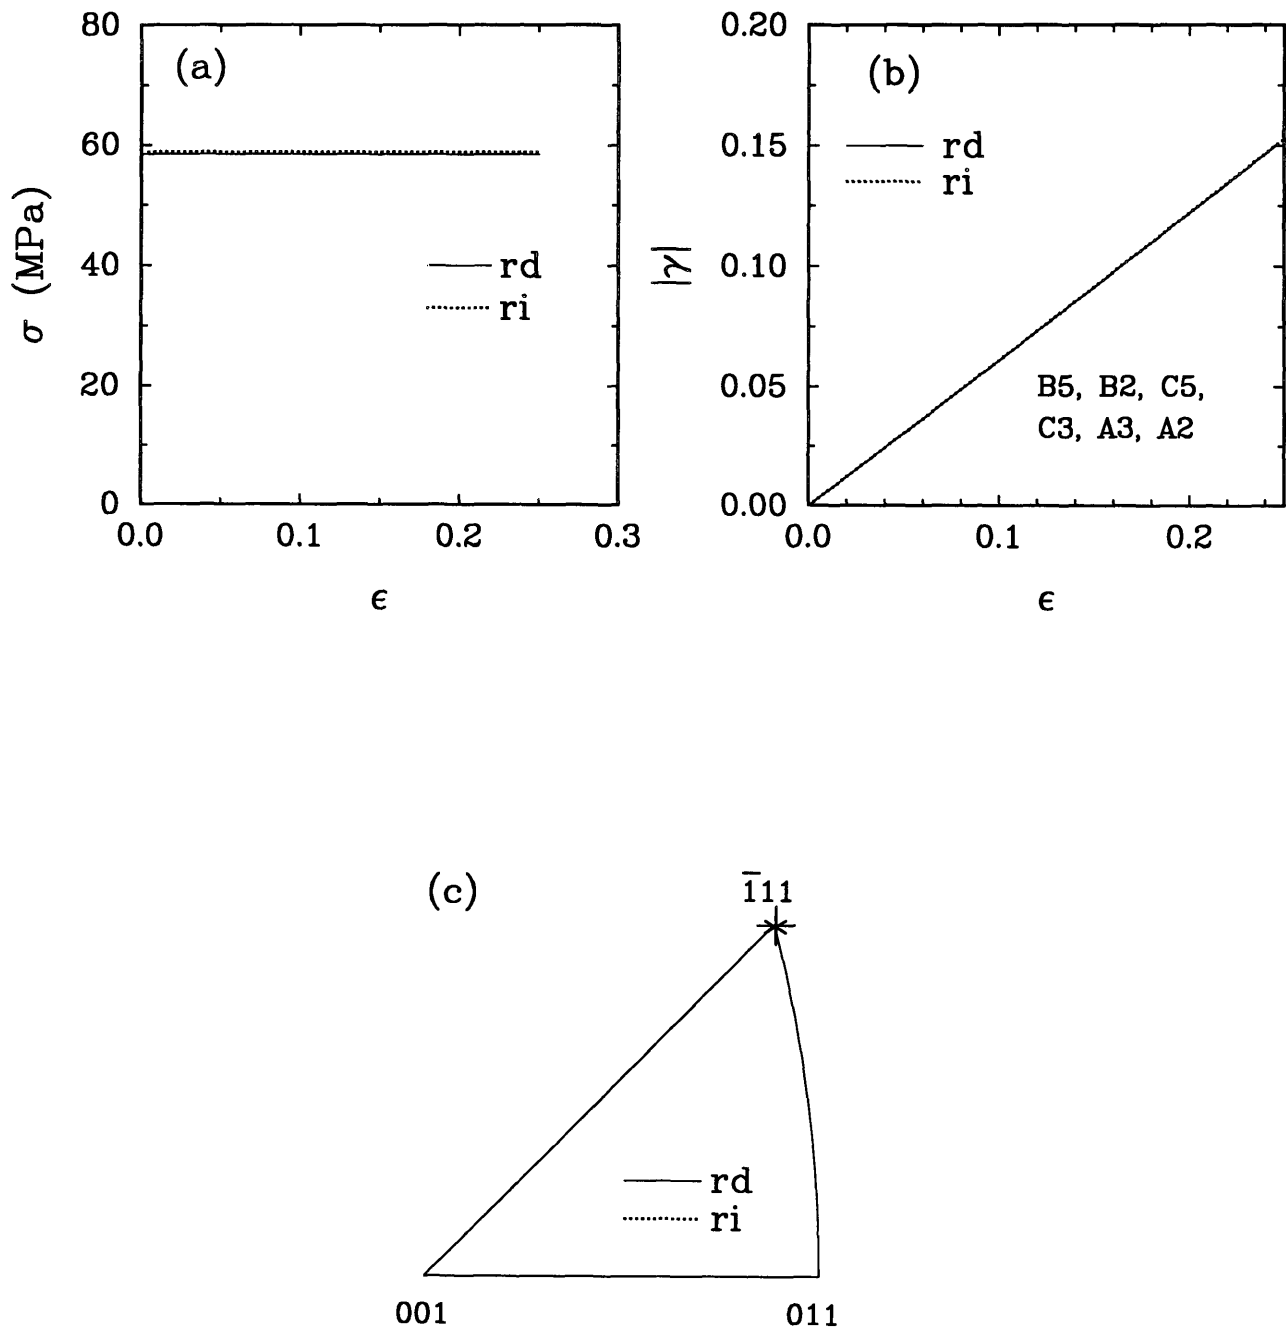 80
60
40
20
0
σ (MPa)
(a)
rd
ri
0.0 0.1 0.2 0.3
ϵ
0.20
0.15
0.10
0.05
0.00
|γ|
(b)
rd
ri
B5, B2, C5,
C3, A3, A2
0.0 0.1 0.2
ϵ
(c)
1̅11
rd
ri
001 011